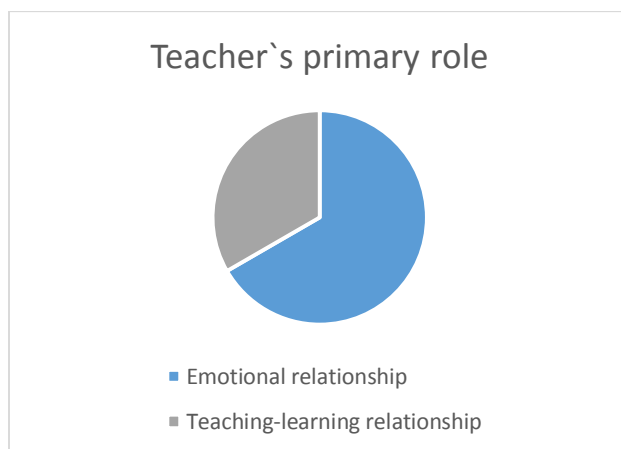 Teacher`s primary role
Emotional relationship
Teaching-learning relationship